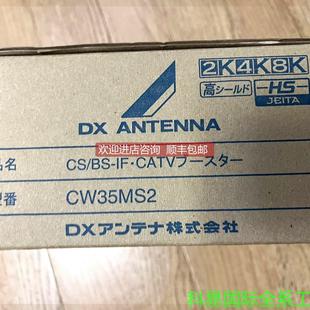 2K4K8K
高シールド
HS
JEITA
DX ANTENNA
欢迎进店咨询 顺丰包邮
品名 CS/BS-IF・CATVブースター
型番 CW35MS2
DXアンテナ株式会社